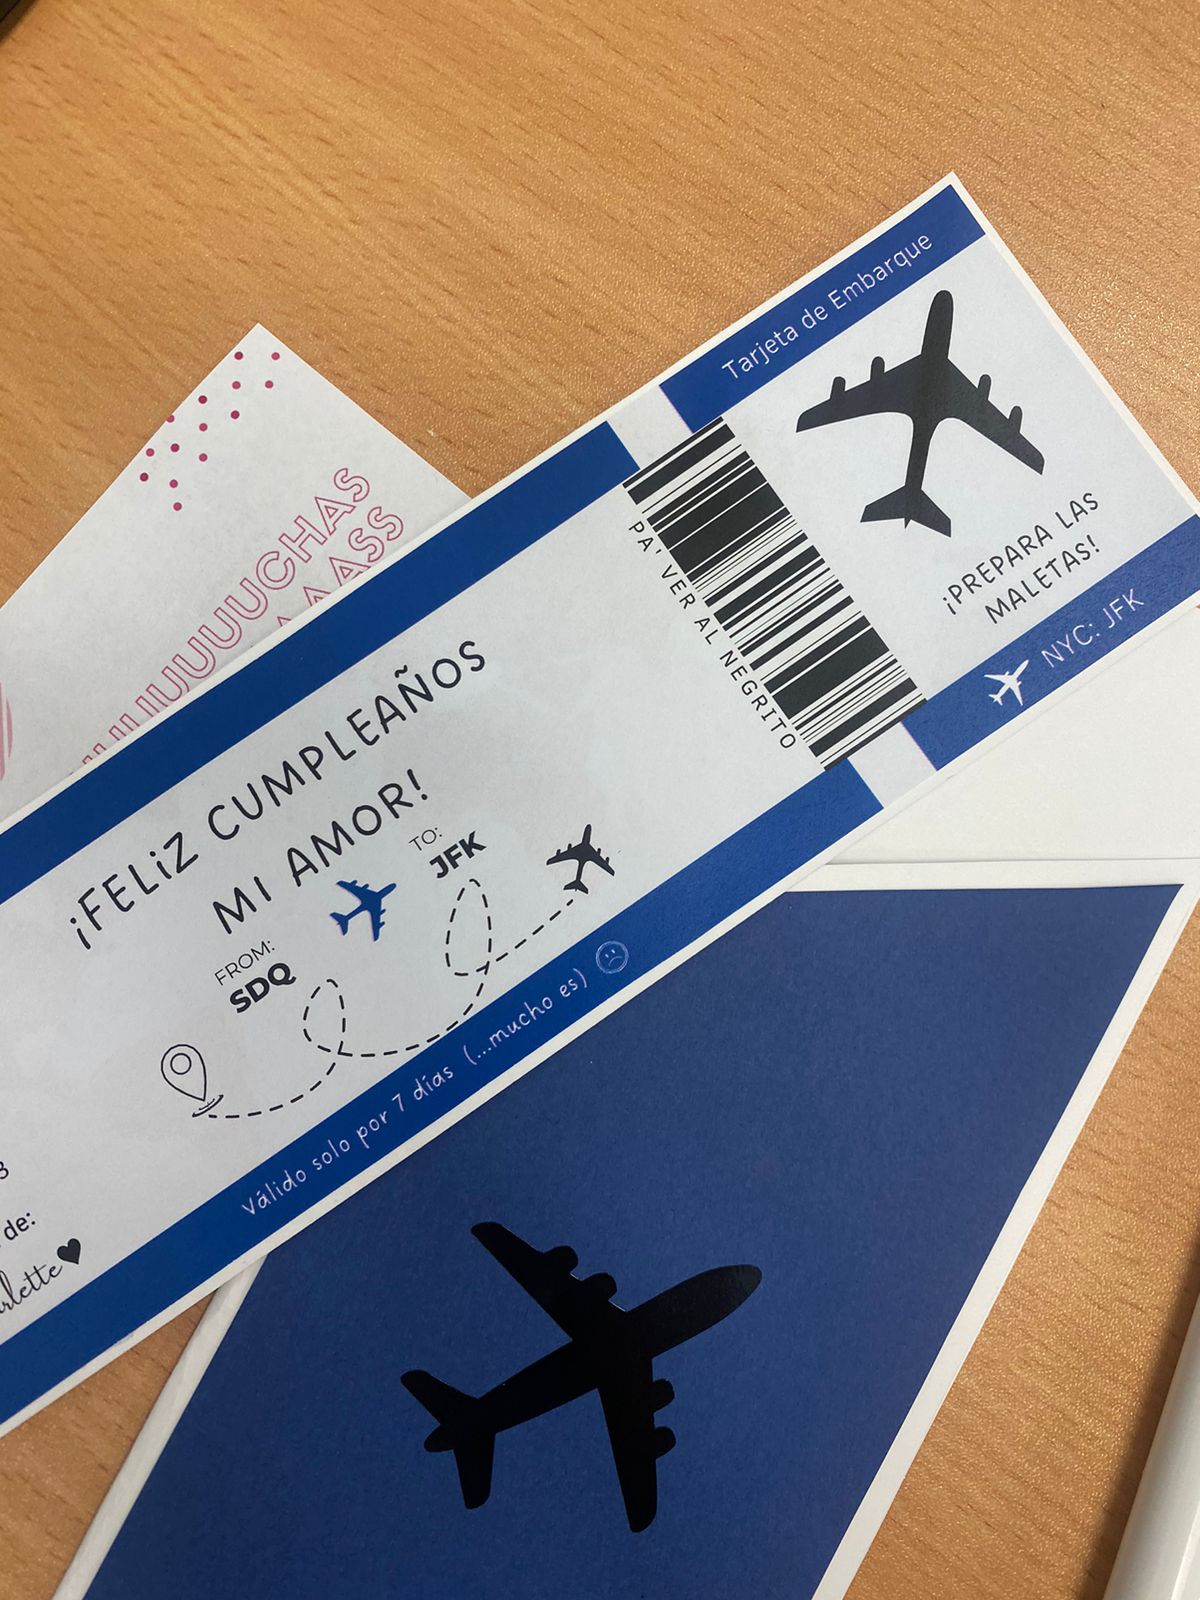 Tarjeta de Embarque
¡PREPARA LAS
MALETAS!
NYC: JFK
PA' VER AL NEGRITO
¡FELiZ CUMPLEAÑOS
MI AMOR!
FROM:
SDQ
TO:
JFK
Válido solo por 7 días (...mucho es)
de: